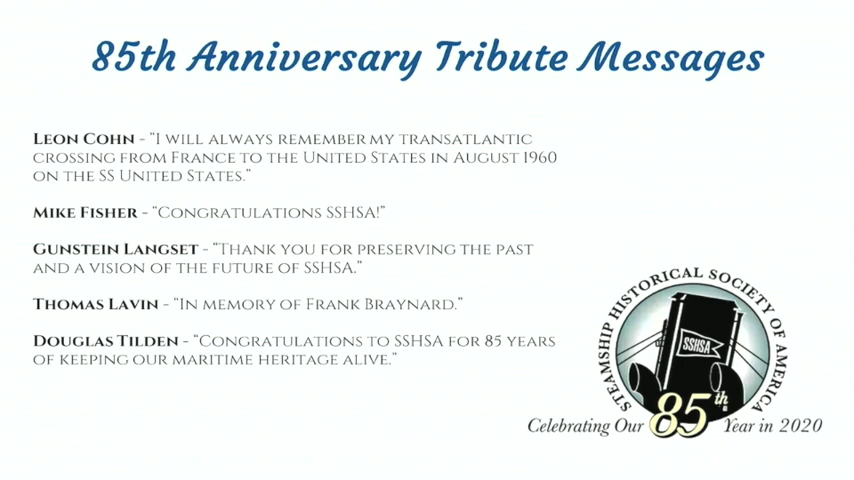 85th Anniversary Tribute Messages
LEON COHN - “I WILL ALWAYS REMEMBER MY TRANSATLANTIC
CROSSING FROM FRANCE TO THE UNITED STATES IN AUGUST 1960
ON THE SS UNITED STATES.”
MIKE FISHER - “CONGRATULATIONS SSHSA!”
GUNSTEIN LANGSET - “THANK YOU FOR PRESERVING THE PAST
AND A VISION OF THE FUTURE OF SSHSA.”
THOMAS LAVIN - “IN MEMORY OF FRANK BRAYNARD.”
DOUGLAS TILDEN - “CONGRATULATIONS TO SSHSA FOR 85 YEARS
OF KEEPING OUR MARITIME HERITAGE ALIVE.”
STEAMSHIP HISTORICAL SOCIETY OF AMERICA
SSHSA
Celebrating Our 85th Year in 2020